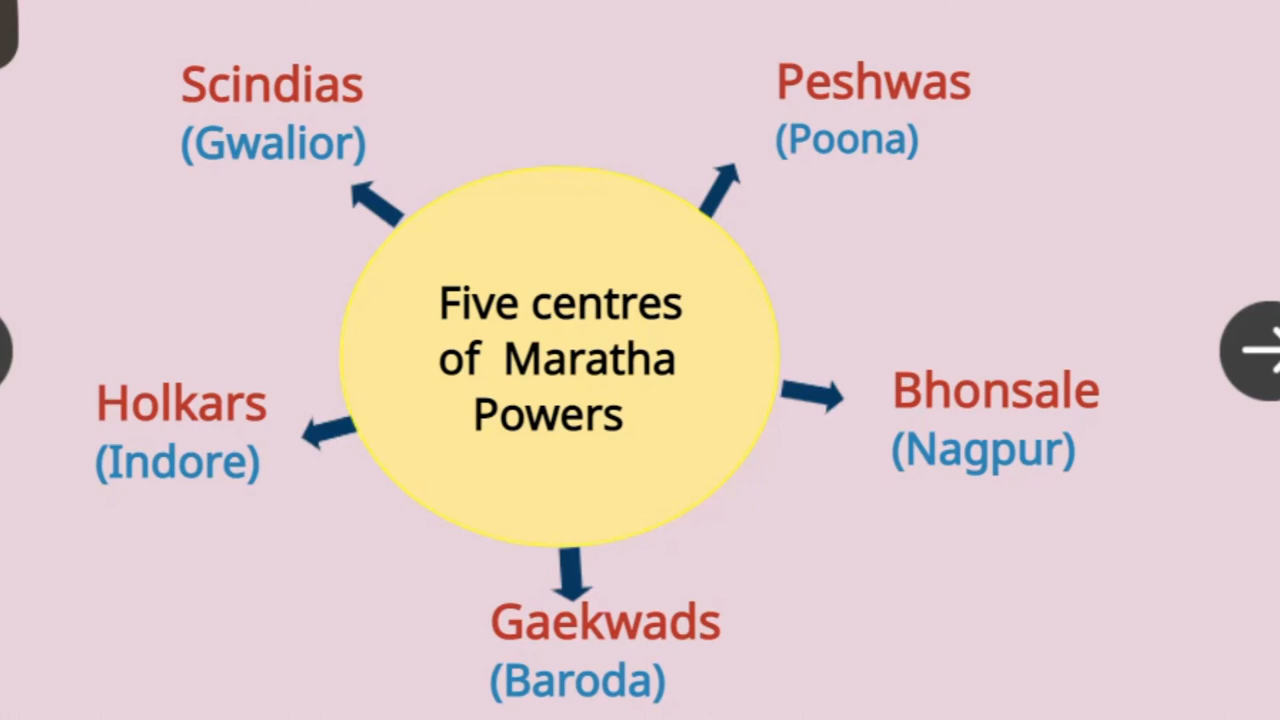 Scindias
(Gwalior)
Peshwas
(Poona)
Five centres
of Maratha
Powers
Holkars
(Indore)
Bhonsale
(Nagpur)
Gaekwads
(Baroda)